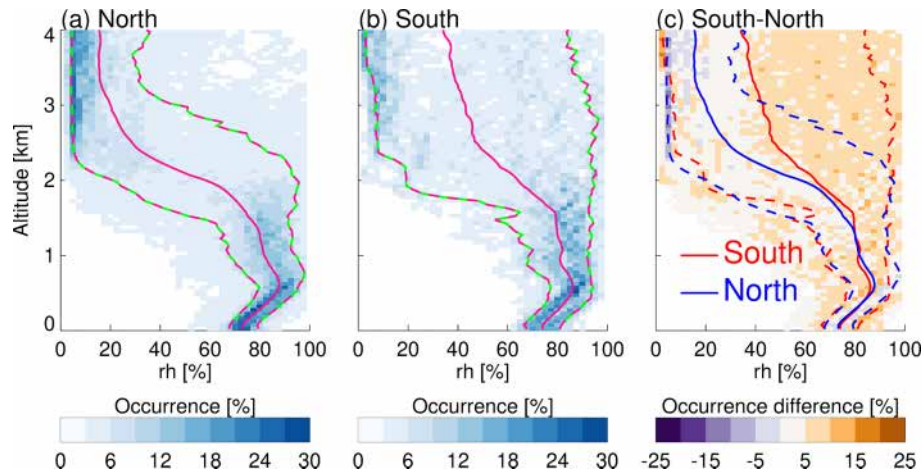 (a) North
(b) South
(c) South-North
Altitude [km]
4
3
2
1
0
South
North
0 20 40 60 80 100
0 20 40 60 80 100
0 20 40 60 80 100
rh [%]
rh [%]
rh [%]
Occurrence [%]
Occurrence [%]
Occurrence difference [%]
0 6 12 18 24 30
0 6 12 18 24 30
-25 -15 -5 5 15 25